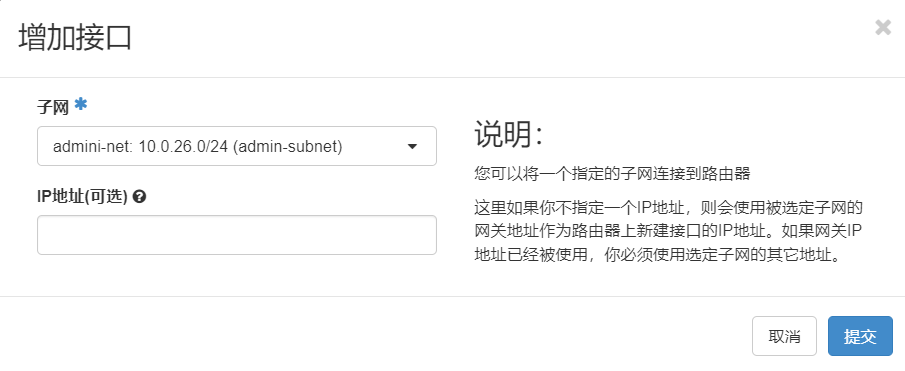 增加接口
×
子网 *
admini-net: 10.0.26.0/24 (admin-subnet)
IP地址(可选)
说明：
您可以将一个指定的子网连接到路由器
这里如果你不指定一个IP地址，则会使用被选定子网的
网关地址作为路由器上新建接口的IP地址。如果网关IP
地址已经被使用，你必须使用选定子网的其它地址。
取消
提交